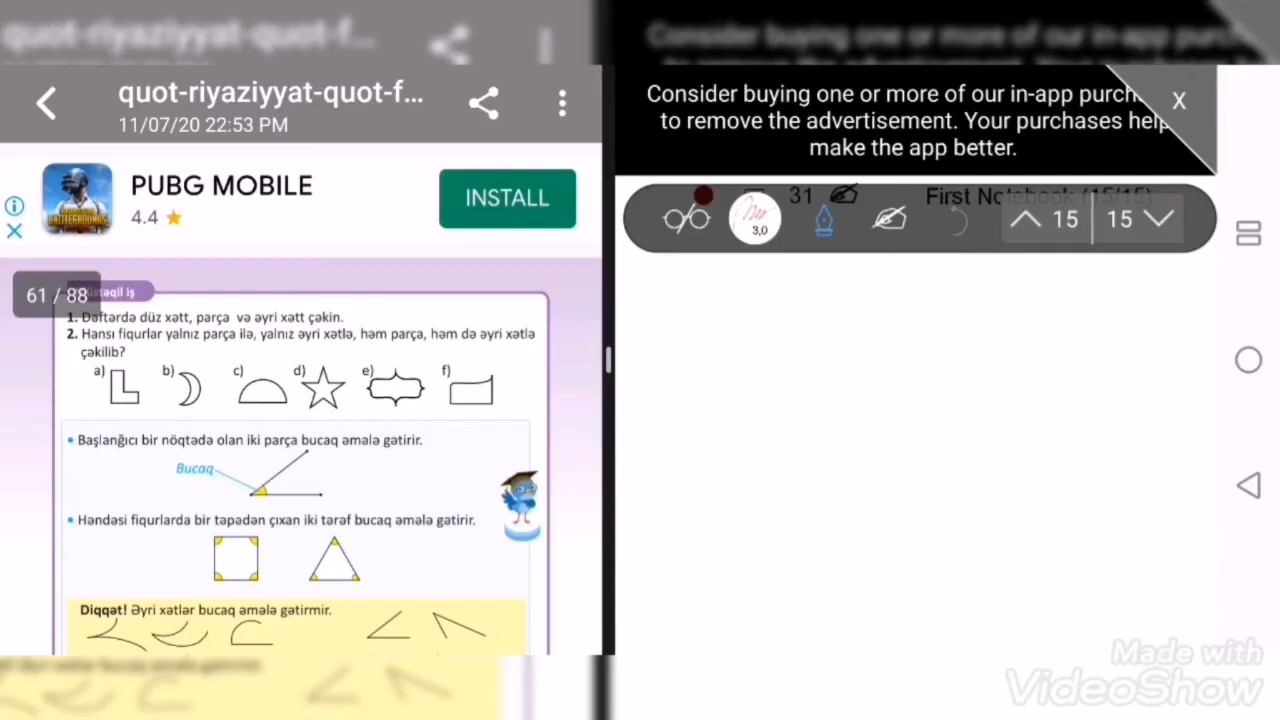 quot-riyaziyyat-quot-f...
11/07/20 22:53 PM
PUBG MOBILE
4.4
INSTALL
61 / 88
iş
1. Dəftərdə düz xətt, parça və əyri xətt çəkin.
2. Hansı fiqurlar yalnız parça ilə, yalnız əyri xətlə, həm parça, həm də əyri xətlə
çəkilib?
a) b) c) d) e) f)
• Başlanğıcı bir nöqtədə olan iki parça bucaq əmələ gətirir.
Bucaq
• Həndəsi fiqurlarda bir təpədən çıxan iki tərəf bucaq əmələ gətirir.
Diqqət! Əyri xətlər bucaq əmələ gətirmir.
Consider buying one or more of our in-app purch
to remove the advertisement. Your purchases help
make the app better.
X
31 First Notebook (15/15)
3,0
15 15
Made with
VideoShow